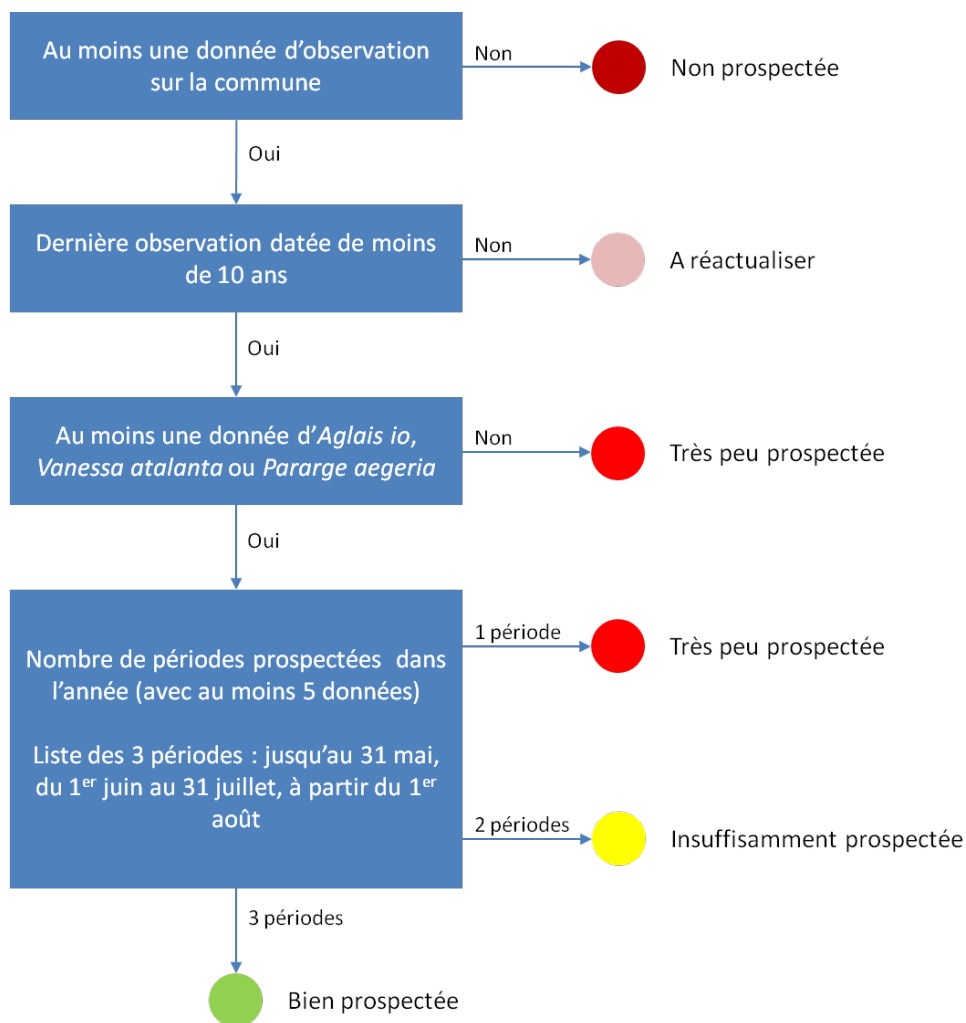 Au moins une donnée d'observation
sur la commune
Non
Non prospectée
Oui
Dernière observation datée de moins
de 10 ans
Non
A réactualiser
Oui
Au moins une donnée d'Aglais io,
Vanessa atalanta ou Pararge aegeria
Non
Très peu prospectée
Oui
Nombre de périodes prospectées dans
l'année (avec au moins 5 données)
Liste des 3 périodes : jusqu'au 31 mai,
du 1er juin au 31 juillet, à partir du 1er
août
1 période
Très peu prospectée
2 périodes
Insuffisamment prospectée
3 périodes
Bien prospectée